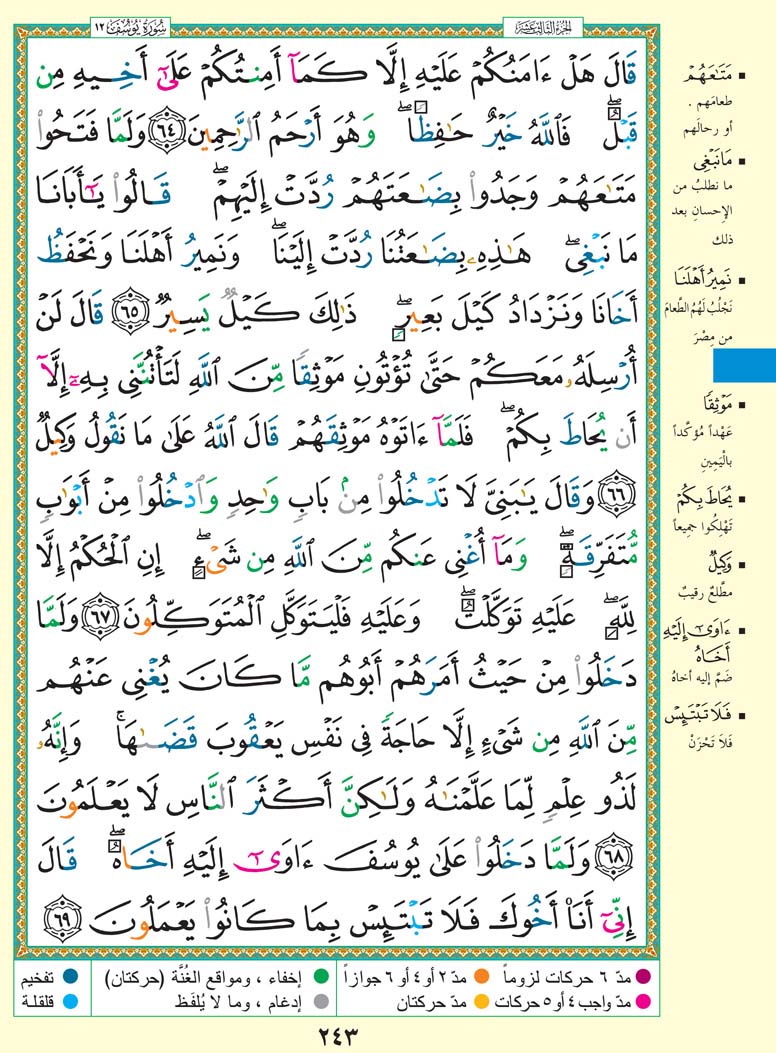 سُورَةُ يُوسُفَ ١٢
الجزء الثالث عشر
قَالَ هَلْ ءَامَنُكُمْ عَلَيْهِ إِلَّا كَمَآ أَمِنتُكُمْ عَلَىٰٓ أَخِيهِ مِن
قَبْلُ ۖ فَٱللَّهُ خَيْرٌ حَٰفِظًا ۖ وَهُوَ أَرْحَمُ ٱلرَّٰحِمِينَ ﴿٦٤﴾ وَلَمَّا فَتَحُوا۟
مَتَٰعَهُمْ وَجَدُوا۟ بِضَٰعَتَهُمْ رُدَّتْ إِلَيْهِمْ ۖ قَالُوا۟ يَٰٓأَبَانَا
مَا نَبْغِى ۖ هَٰذِهِۦ بِضَٰعَتُنَا رُدَّتْ إِلَيْنَا ۖ وَنَمِيرُ أَهْلَنَا وَنَحْفَظُ
أَخَانَا وَنَزْدَادُ كَيْلَ بَعِيرٍ ۖ ذَٰلِكَ كَيْلٌ يَسِيرٌ ﴿٦٥﴾ قَالَ لَنْ
أُرْسِلَهُۥ مَعَكُمْ حَتَّىٰ تُؤْتُونِ مَوْثِقًا مِّنَ ٱللَّهِ لَتَأْتُنَّنِى بِهِۦٓ إِلَّآ
أَن يُحَاطَ بِكُمْ ۖ فَلَمَّآ ءَاتَوْهُ مَوْثِقَهُمْ قَالَ ٱللَّهُ عَلَىٰ مَا نَقُولُ وَكِيلٌ
﴿٦٦﴾ وَقَالَ يَٰبَنِىَّ لَا تَدْخُلُوا۟ مِنۢ بَابٍ وَٰحِدٍ وَٱدْخُلُوا۟ مِنْ أَبْوَٰبٍ
مُّتَفَرِّقَةٍ ۖ وَمَآ أُغْنِى عَنكُم مِّنَ ٱللَّهِ مِن شَىْءٍ ۖ إِنِ ٱلْحُكْمُ إِلَّا
لِلَّهِ ۖ عَلَيْهِ تَوَكَّلْتُ ۖ وَعَلَيْهِ فَلْيَتَوَكَّلِ ٱلْمُتَوَكِّلُونَ ﴿٦٧﴾ وَلَمَّا
دَخَلُوا۟ مِنْ حَيْثُ أَمَرَهُمْ أَبُوهُم مَّا كَانَ يُغْنِى عَنْهُم
مِّنَ ٱللَّهِ مِن شَىْءٍ إِلَّا حَاجَةً فِى نَفْسِ يَعْقُوبَ قَضَىٰهَا ۚ وَإِنَّهُۥ
لَذُو عِلْمٍ لِّمَا عَلَّمْنَٰهُ وَلَٰكِنَّ أَكْثَرَ ٱلنَّاسِ لَا يَعْلَمُونَ
﴿٦٨﴾ وَلَمَّا دَخَلُوا۟ عَلَىٰ يُوسُفَ ءَاوَىٰٓ إِلَيْهِ أَخَاهُ ۖ قَالَ
إِنِّىٓ أَنَا۠ أَخُوكَ فَلَا تَبْتَئِسْ بِمَا كَانُوا۟ يَعْمَلُونَ ﴿٦٩﴾
▪ مَتَٰعَهُمْ
طعامَهم .
أو رحالَهم
▪ مَا نَبْغِى
ما نطلبُ من
الإحسانِ بعد
ذلك
▪ نَمِيرُ أَهْلَنَا
نَجْلُبُ لَهُمُ الطَّعامَ
من مِصْرَ
▪ مَوْثِقًا
عَهْداً مُؤكّداً
بالْيَمِينِ
▪ يُحَاطَ بِكُمْ
تَهْلِكُوا جميعاً
▪ وَكِيلٌ
مطّلعٌ رقيبٌ
▪ ءَاوَىٰٓ إِلَيْهِ
أَخَاهُ
ضَمَّ إليه أخاهُ
▪ فَلَا تَبْتَئِسْ
فَلاَ تَحْزَنْ
مدّ ٦ حركات لزوماً
مدّ ٢ أو ٤ أو ٦ جوازاً
مدّ واجب ٤ أو ٥ حركات
مدّ حركتان
إخفاء ، ومواقع الغُنَّة (حركتان)
إدغام ، وما لا يُلفَظ
تفخيم
قلقلة
٢٤٣